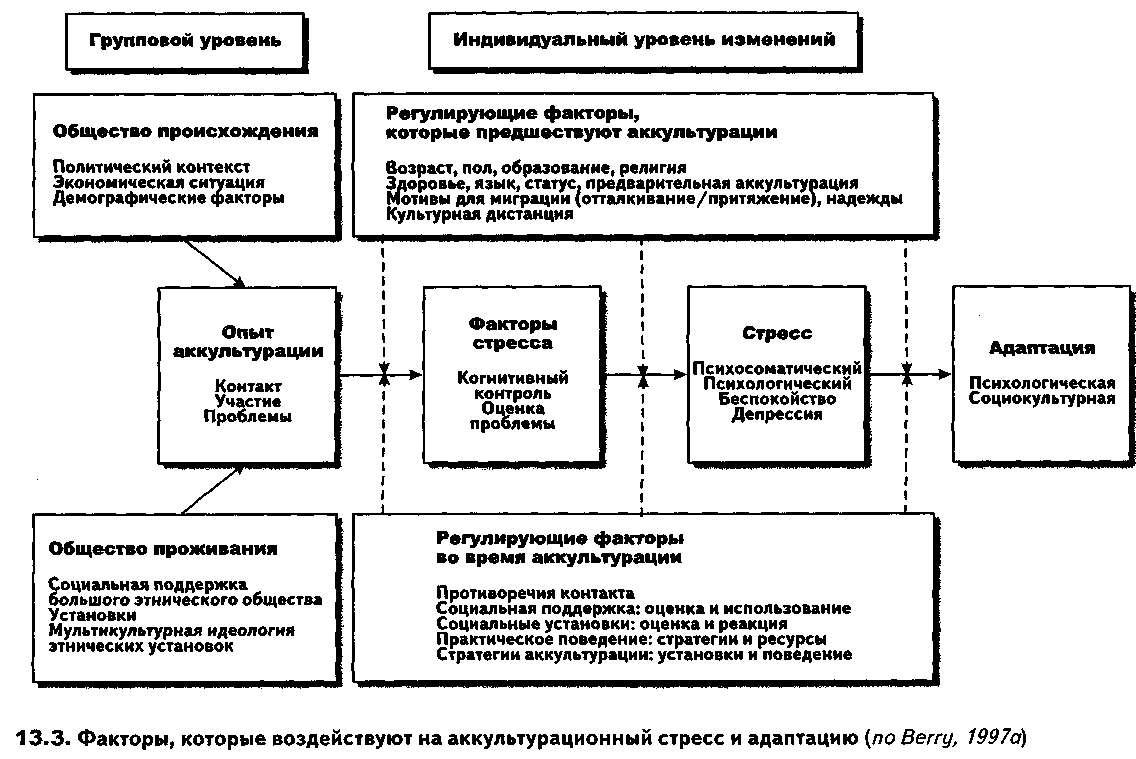 Групповой уровень
Индивидуальный уровень изменений
Общество происхождения
Политический контекст
Экономическая ситуация
Демографические факторы
Регулирующие факторы,
которые предшествуют аккультурации
Возраст, пол, образование, религия
Здоровье, язык, статус, предварительная аккультурация
Мотивы для миграции (отталкивание/притяжение), надежды
Культурная дистанция
Опыт
аккультурации
Контакт
Участие
Проблемы
Факторы
стресса
Когнитивный
контроль
Оценка
проблемы
Стресс
Психосоматический
Психологический
Беспокойство
Депрессия
Адаптация
Психологическая
Социокультурная
Общество проживания
Социальная поддержка
большого этнического общества
Установки
Мультикультурная идеология
этнических установок
Регулирующие факторы
во время аккультурации
Противоречия контакта
Социальная поддержка: оценка и использование
Социальные установки: оценка и реакция
Практическое поведение: стратегии и ресурсы
Стратегии аккультурации: установки и поведение
13.3. Факторы, которые воздействуют на аккультурационный стресс и адаптацию (по Berry, 1997a)